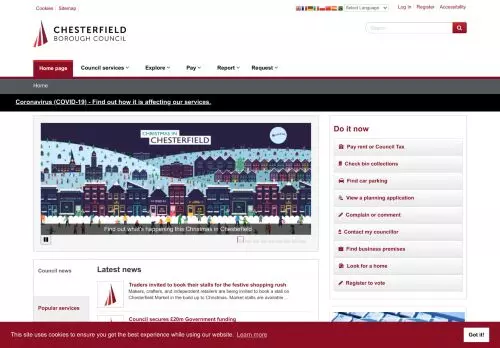 Cookies
Sitemap
Select Language
Log In
Register
Accessibility
CHESTERFIELD
BOROUGH COUNCIL
Search
Home page
Council services
Explore
Pay
Report
Request
Home
Coronavirus (COVID-19) - Find out how it is affecting our services.
CHRISTMAS IN
CHESTERFIELD
Find out what's happening this Christmas in Chesterfield
Do it now
Pay rent or Council Tax
Check bin collections
Find car parking
View a planning application
Complain or comment
Contact my councillor
Find business premises
Look for a home
Register to vote
Council news
Popular services
Latest news
Traders invited to book their stalls for the festive shopping rush
Makers, crafters, and independent retailers are being invited to book a stall on
Chesterfield Market in the build up to Christmas. Market stalls are available ...
Council secures £20m Government funding
This site uses cookies to ensure you get the best experience while using our website. Learn more
Got it!